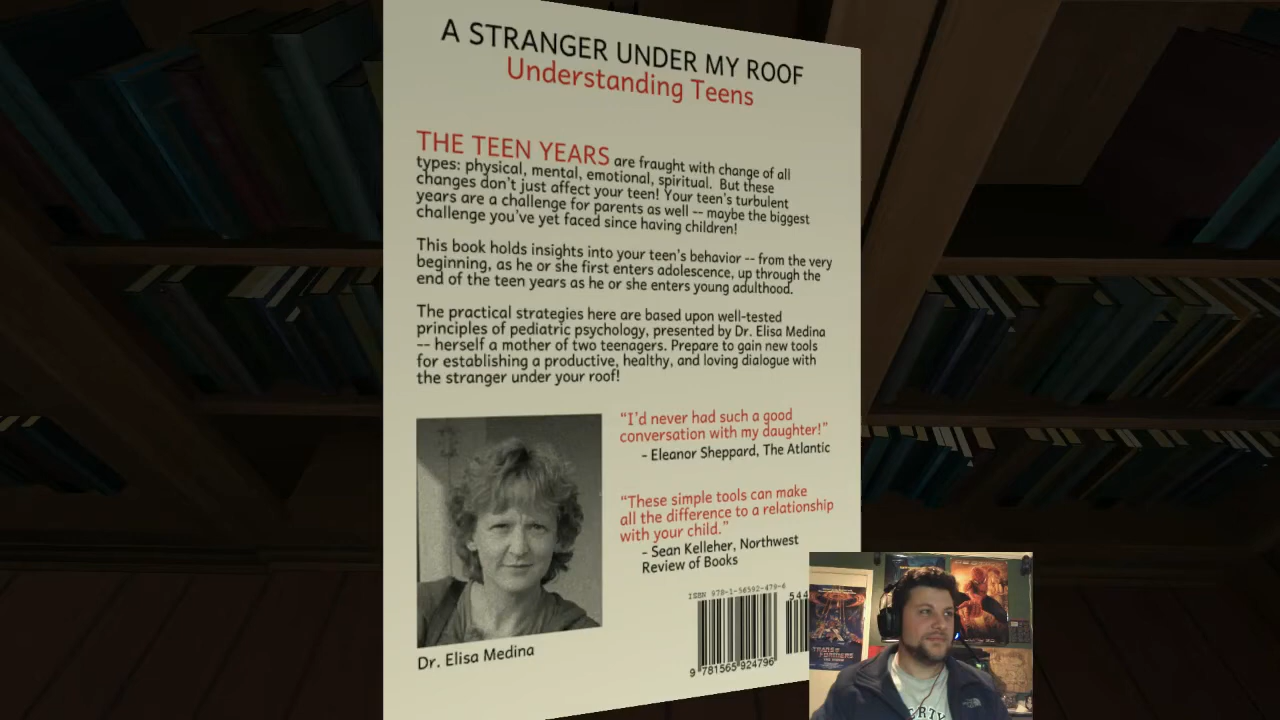 A STRANGER UNDER MY ROOF
Understanding Teens
THE TEEN YEARS are fraught with change of all
types: physical, mental, emotional, spiritual. But these
changes don't just affect your teen! Your teen's turbulent
years are a challenge for parents as well -- maybe the biggest
challenge you've yet faced since having children!
This book holds insights into your teen's behavior -- from the very
beginning, as he or she first enters adolescence, up through the
end of the teen years as he or she enters young adulthood.
The practical strategies here are based upon well-tested
principles of pediatric psychology, presented by Dr. Elisa Medina
-- herself a mother of two teenagers. Prepare to gain new tools
for establishing a productive, healthy, and loving dialogue with
the stranger under your roof!
"I'd never had such a good
conversation with my daughter!"
- Eleanor Sheppard, The Atlantic
"These simple tools can make
all the difference to a relationship
with your child."
- Sean Kelleher, Northwest
Review of Books
Dr. Elisa Medina
ISBN 978-1-56592-479-6
544
9 781565 924796
TRANSFORMERS